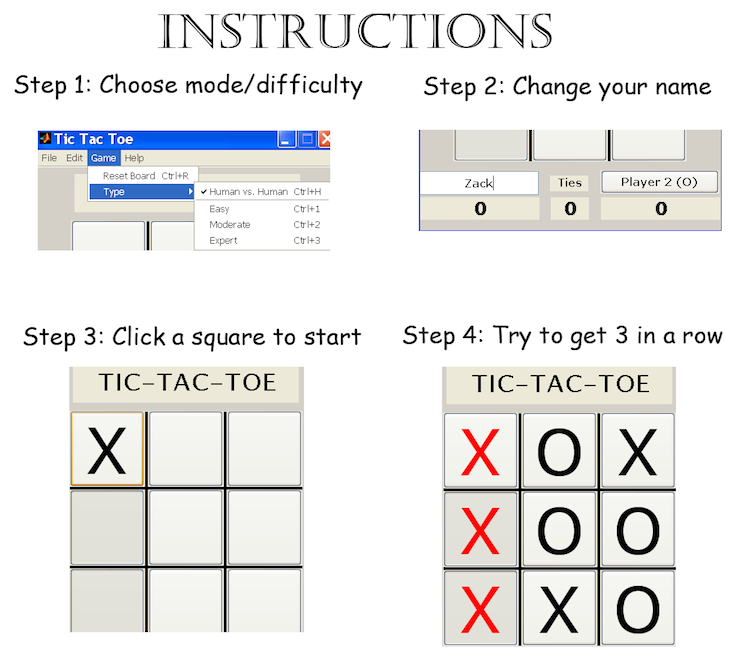 INSTRUCTIONS
Step 1: Choose mode/difficulty
Tic Tac Toe
File Edit Game Help
Reset Board Ctrl+R
Type
✓ Human vs. Human Ctrl+H
Easy Ctrl+1
Moderate Ctrl+2
Expert Ctrl+3
Step 2: Change your name
Zack Ties Player 2 (O)
0 0 0
Step 3: Click a square to start
TIC-TAC-TOE
X
Step 4: Try to get 3 in a row
TIC-TAC-TOE
X O X
X O O
X X O